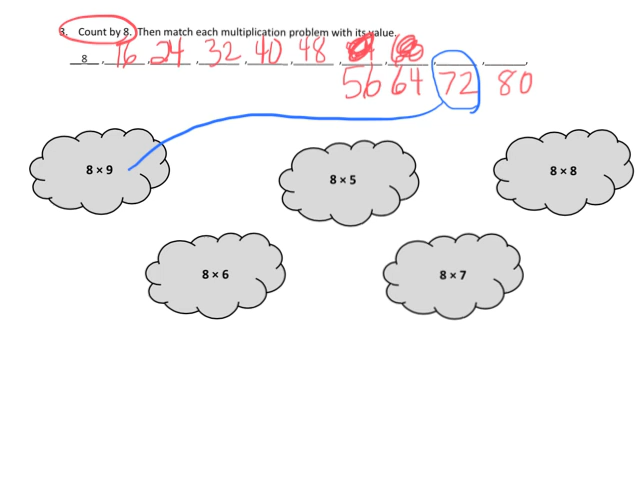 3. Count by 8. Then match each multiplication problem with its value.
8, 16, 24, 32, 40, 48,
56 64 72 80
8 × 9
8 × 5
8 × 8
8 × 6
8 × 7